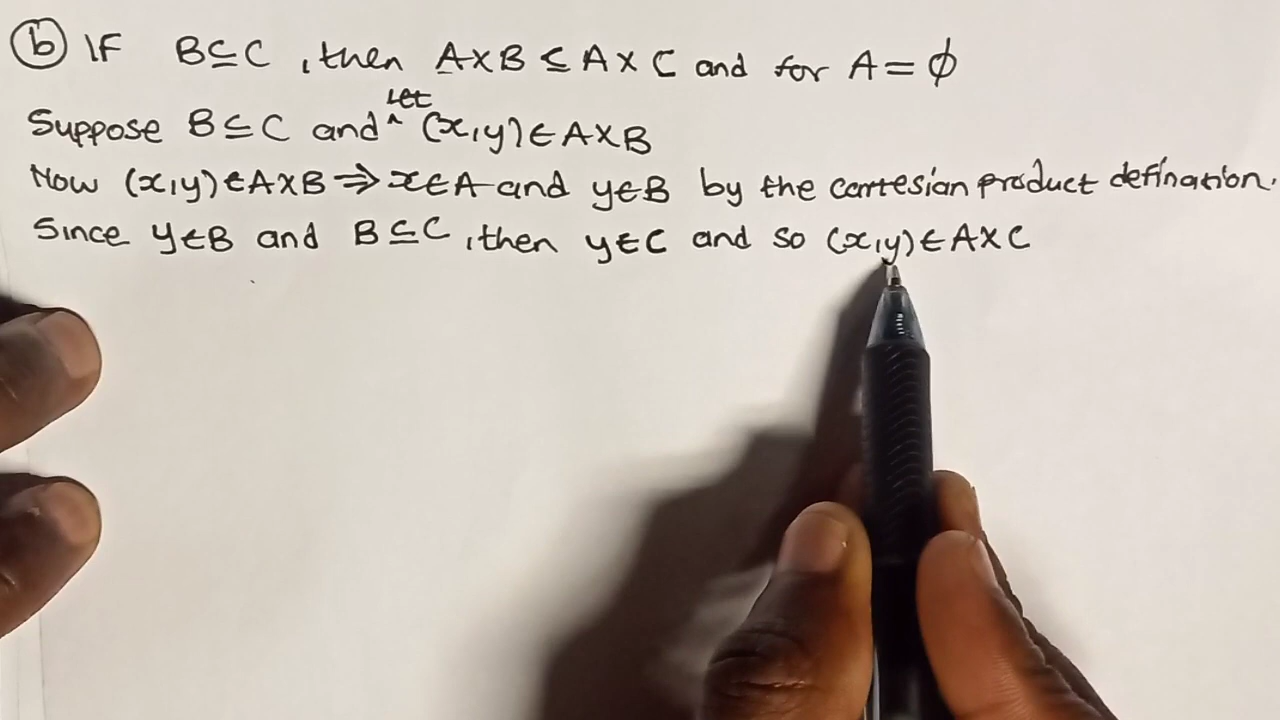 (b) IF B⊆C , then A×B ⊆ A×C and for A=∅
Suppose B⊆C and ^let (x,y)∈A×B
Now (x,y)∈A×B ⇒ x∈A and y∈B by the cartesian product defination.
Since y∈B and B⊆C , then y∈C and so (x,y)∈A×C